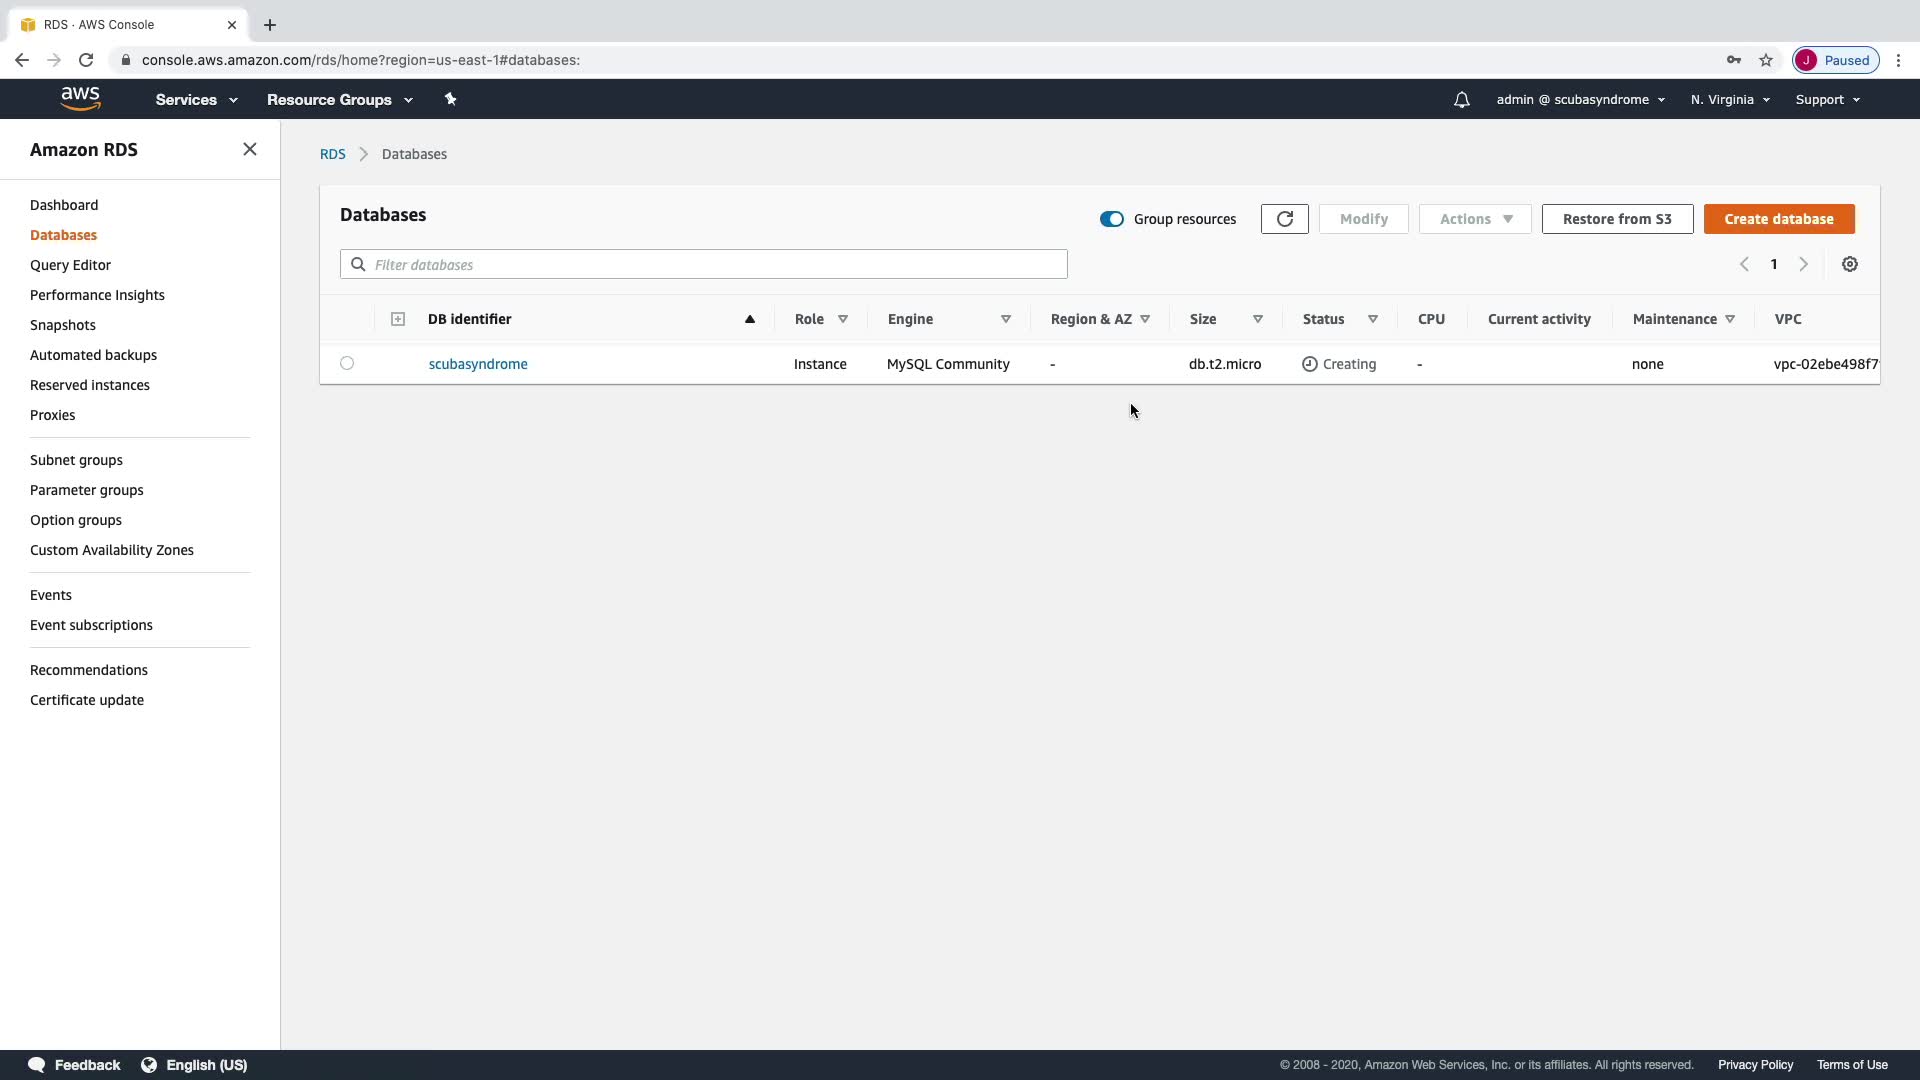 RDS · AWS Console
console.aws.amazon.com/rds/home?region=us-east-1#databases:
J Paused
aws Services Resource Groups admin @ scubasyndrome N. Virginia Support
Amazon RDS
Dashboard
Databases
Query Editor
Performance Insights
Snapshots
Automated backups
Reserved instances
Proxies
Subnet groups
Parameter groups
Option groups
Custom Availability Zones
Events
Event subscriptions
Recommendations
Certificate update
RDS Databases
Databases
Group resources Modify Actions Restore from S3 Create database
Filter databases
1
DB identifier Role Engine Region & AZ Size Status CPU Current activity Maintenance VPC
scubasyndrome Instance MySQL Community - db.t2.micro Creating - none vpc-02ebe498f7
Feedback English (US)
© 2008 - 2020, Amazon Web Services, Inc. or its affiliates. All rights reserved. Privacy Policy Terms of Use